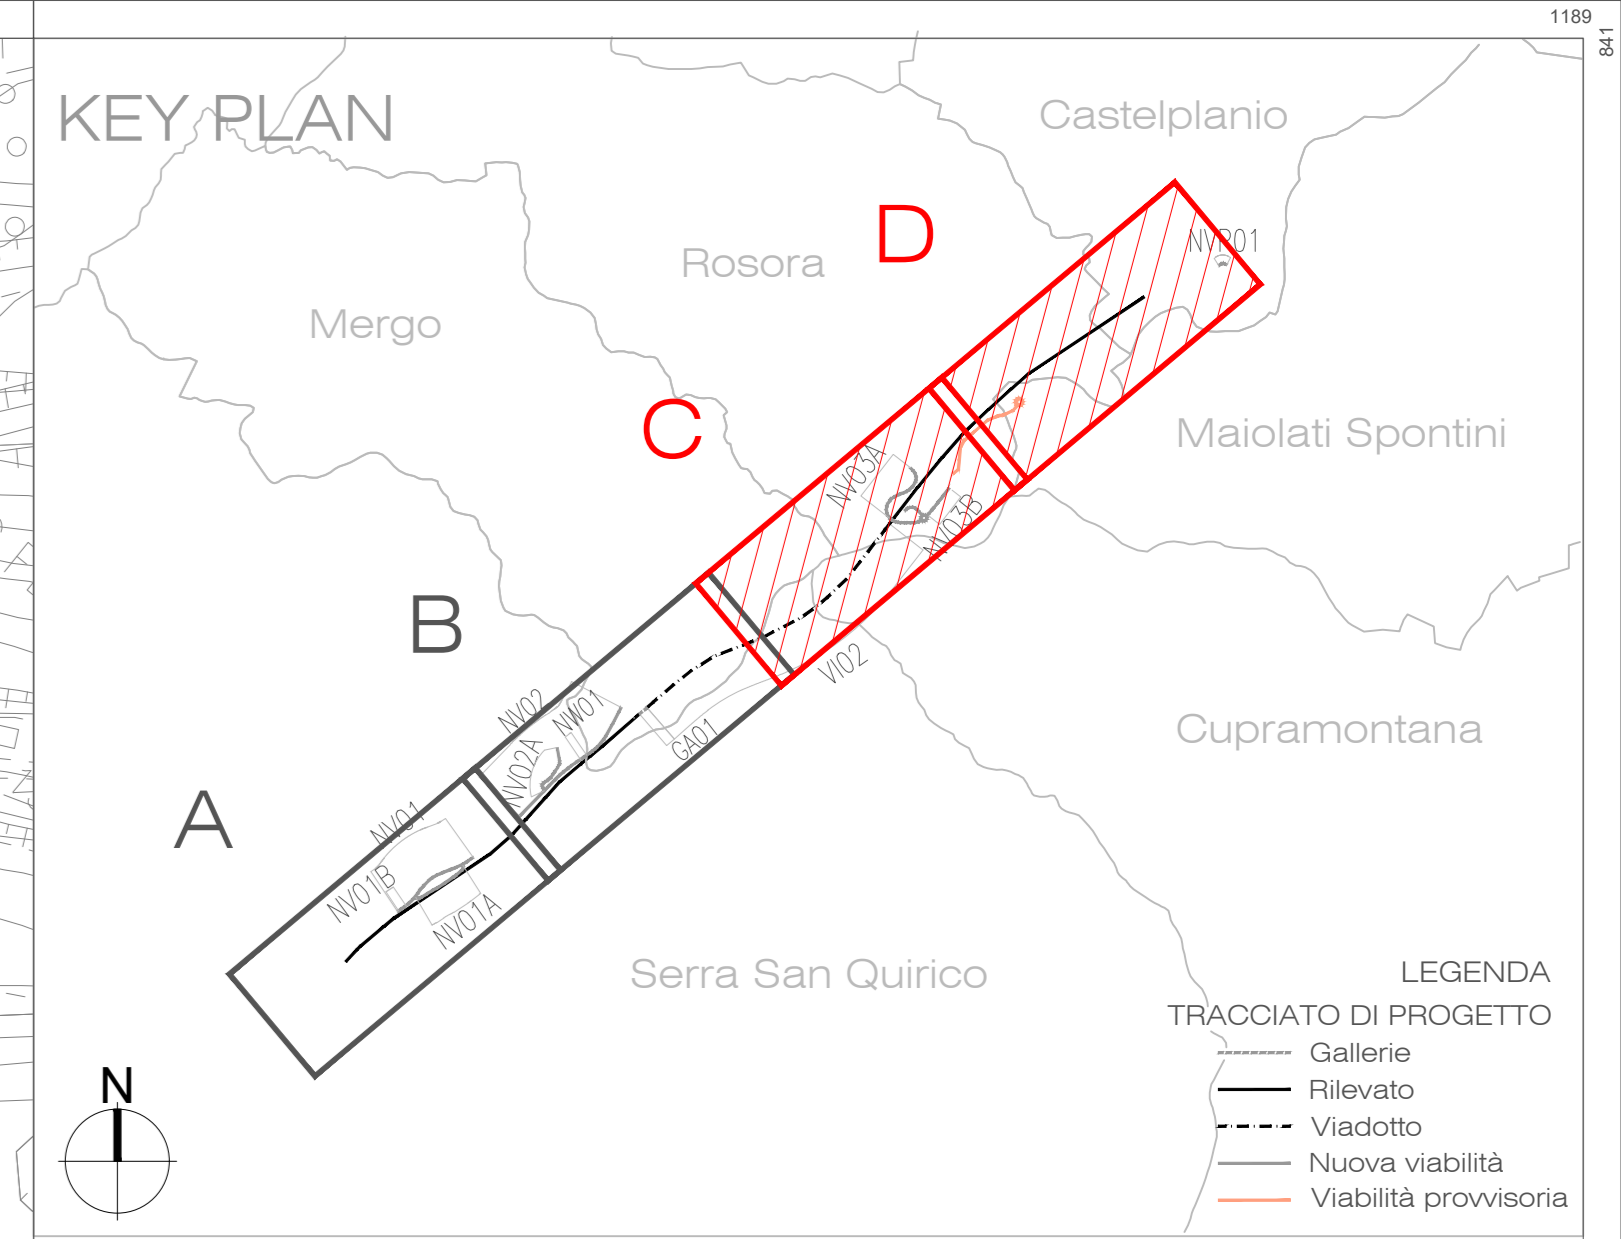 1189
841
KEY PLAN
Castelplanio
D
NVP01
Rosora
Mergo
C
Maiolati Spontini
NV03A
NV03B
B
VI02
NV02
NW01
GA01
Cupramontana
NV02A
A
NV01
NV01B
NV01A
Serra San Quirico
LEGENDA
TRACCIATO DI PROGETTO
Gallerie
Rilevato
Viadotto
Nuova viabilità
Viabilità provvisoria
N